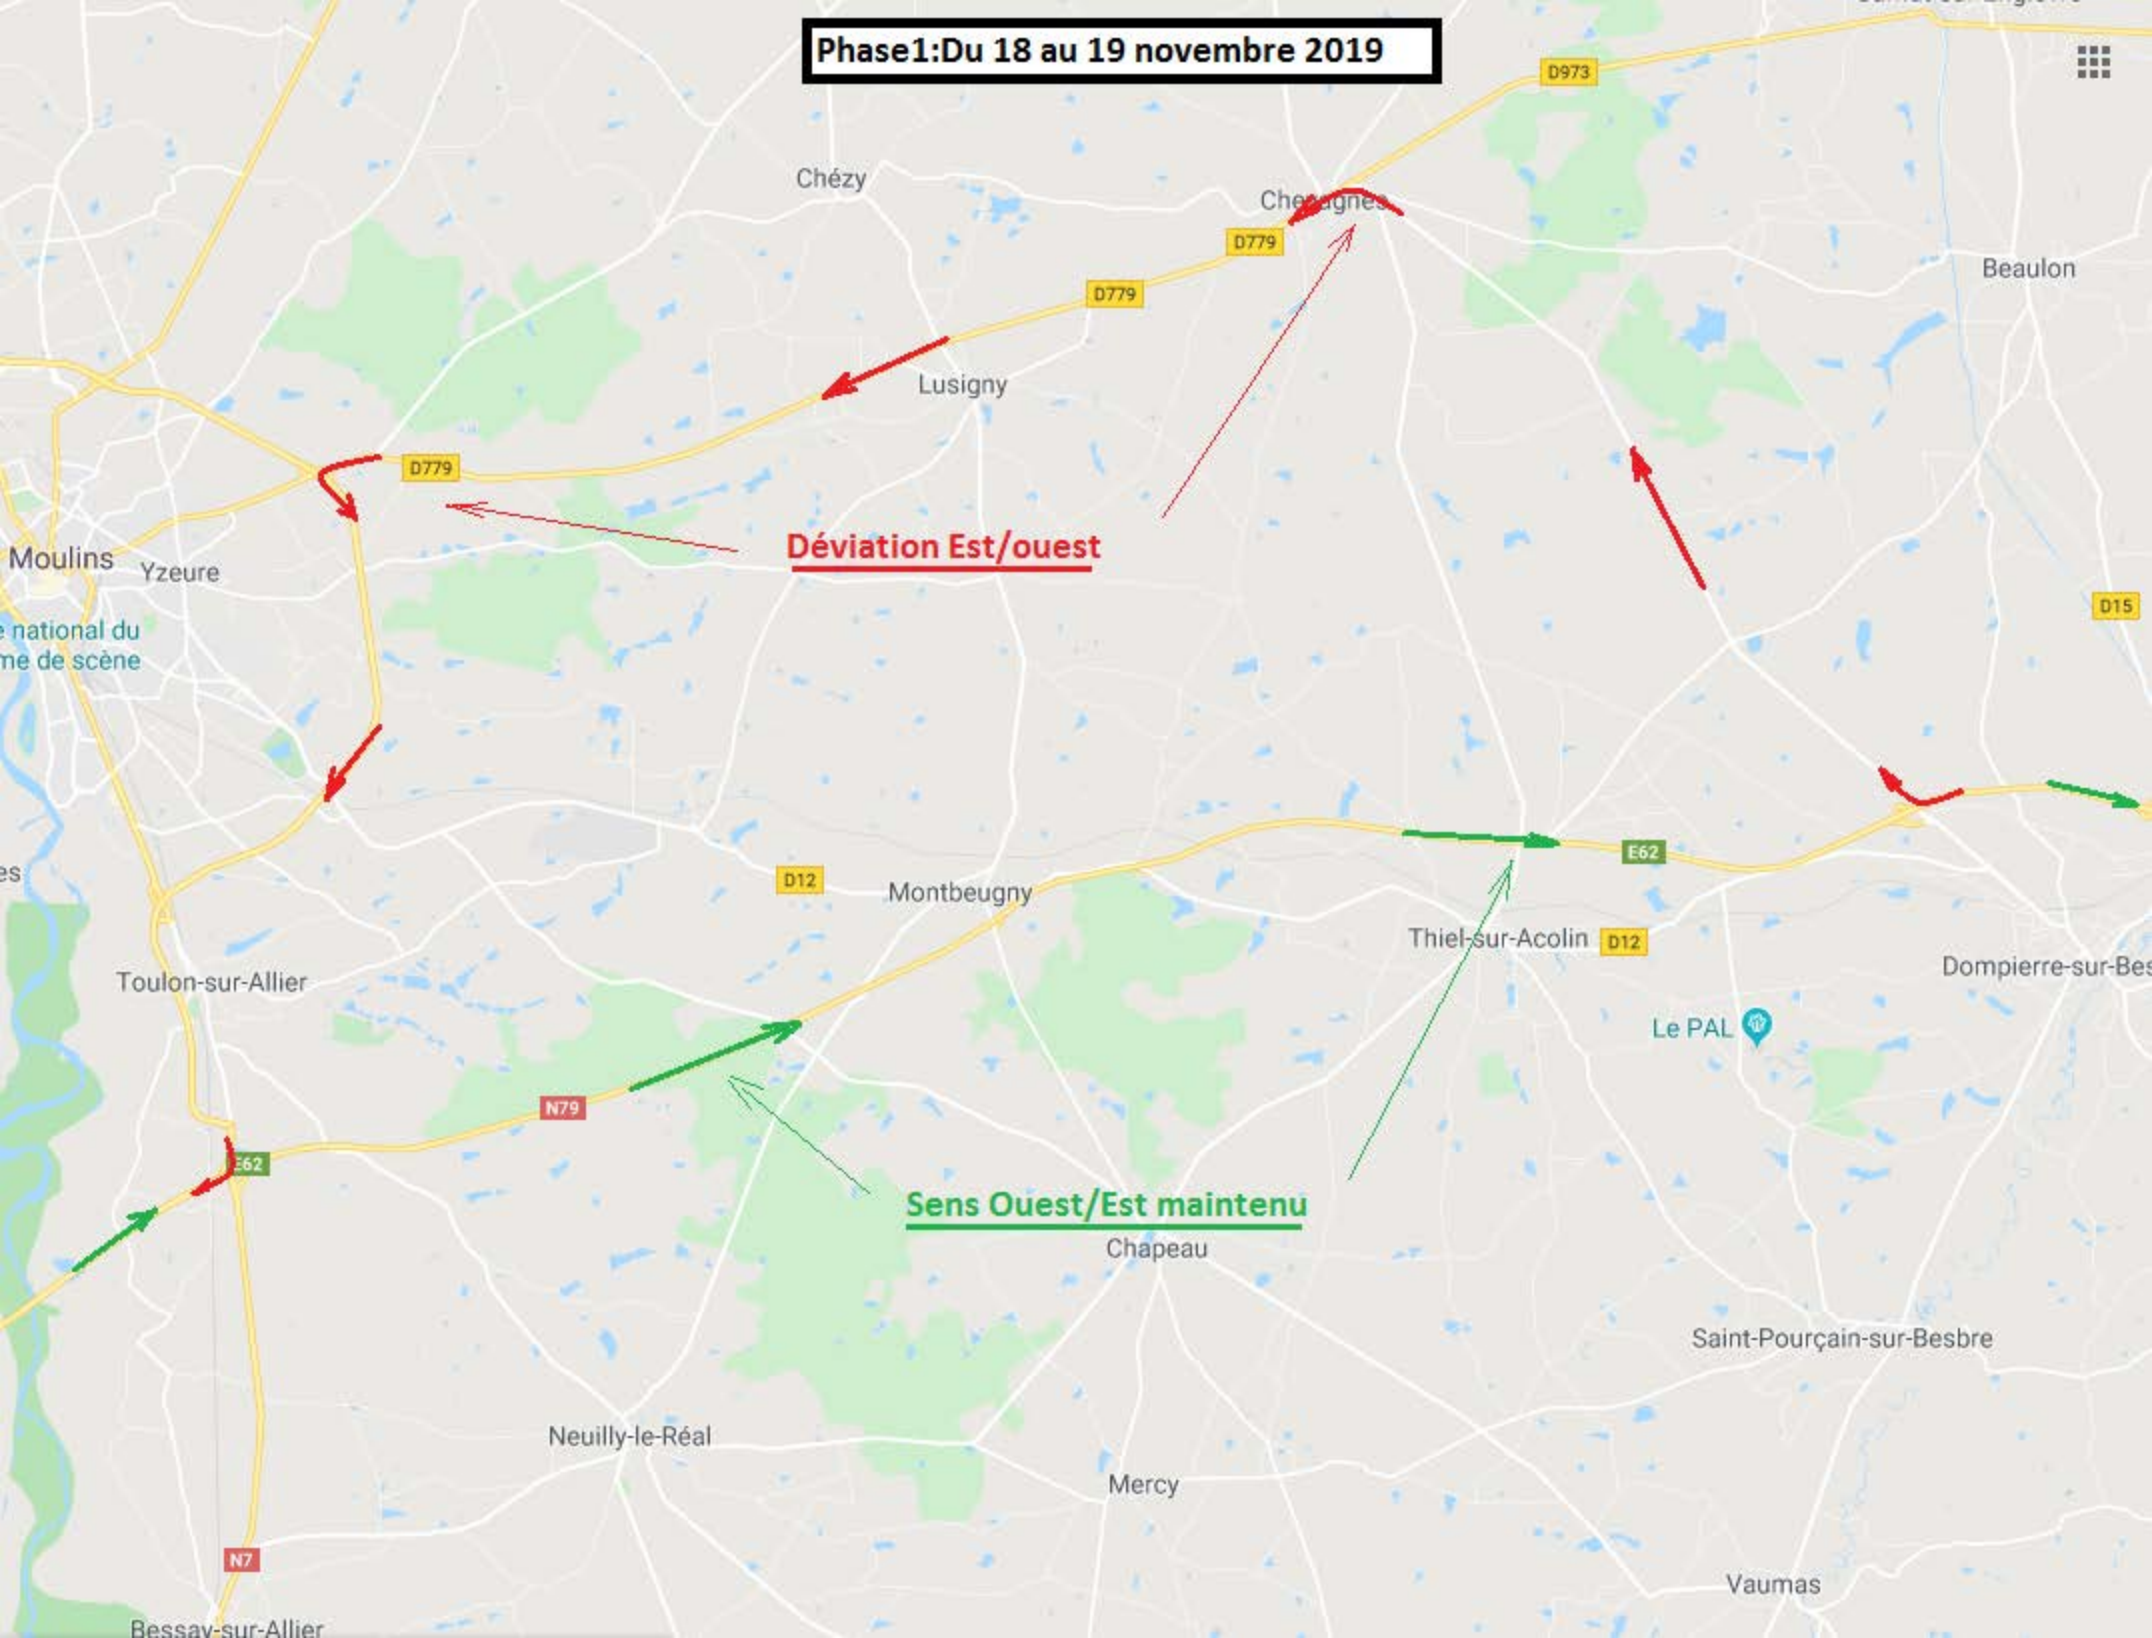 Phase1:Du 18 au 19 novembre 2019
D973
Chézy
D779
Beaulon
D779
Lusigny
D779
Déviation Est/ouest
Moulins
Yzeure
D15
national du
me de scène
E62
D12
Montbeugny
Thiel-sur-Acolin
D12
Dompierre-sur-Bes
Toulon-sur-Allier
Le PAL
N79
E62
Sens Ouest/Est maintenu
Chapeau
Saint-Pourçain-sur-Besbre
Neuilly-le-Réal
Mercy
N7
Vaumas
Bessay-sur-Allier